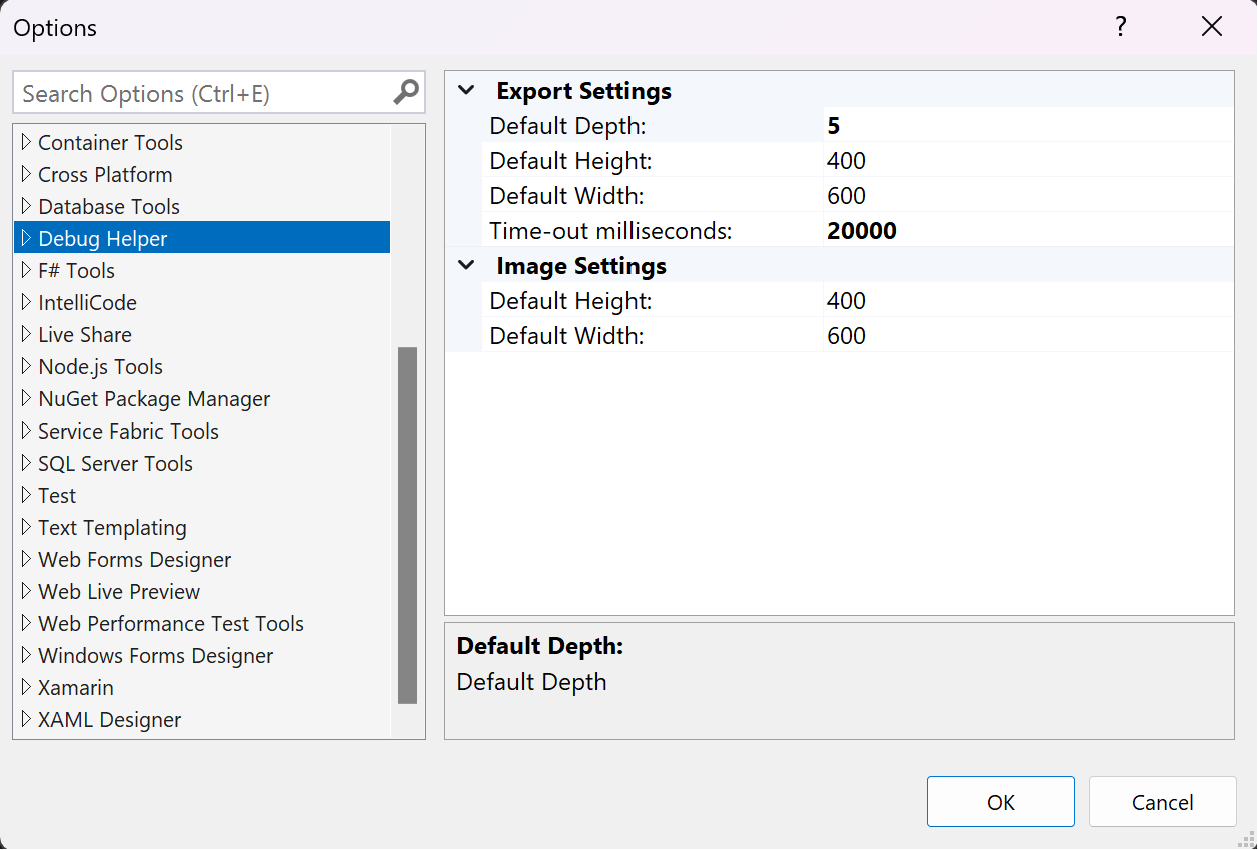 Options
?
Search Options (Ctrl+E)
Container Tools
Cross Platform
Database Tools
Debug Helper
F# Tools
IntelliCode
Live Share
Node.js Tools
NuGet Package Manager
Service Fabric Tools
SQL Server Tools
Test
Text Templating
Web Forms Designer
Web Live Preview
Web Performance Test Tools
Windows Forms Designer
Xamarin
XAML Designer
Export Settings
Default Depth: 5
Default Height: 400
Default Width: 600
Time-out milliseconds: 20000
Image Settings
Default Height: 400
Default Width: 600
Default Depth:
Default Depth
OK Cancel